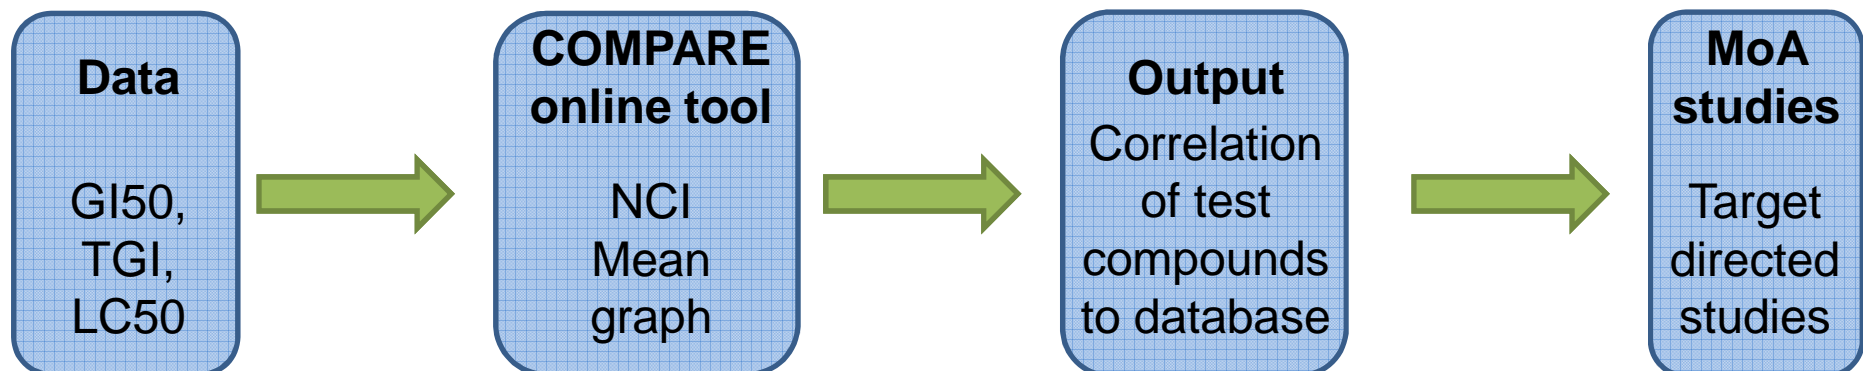 Data
GI50,
TGI,
LC50
COMPARE
online tool
NCI
Mean
graph
Output
Correlation
of test
compounds
to database
MoA
studies
Target
directed
studies